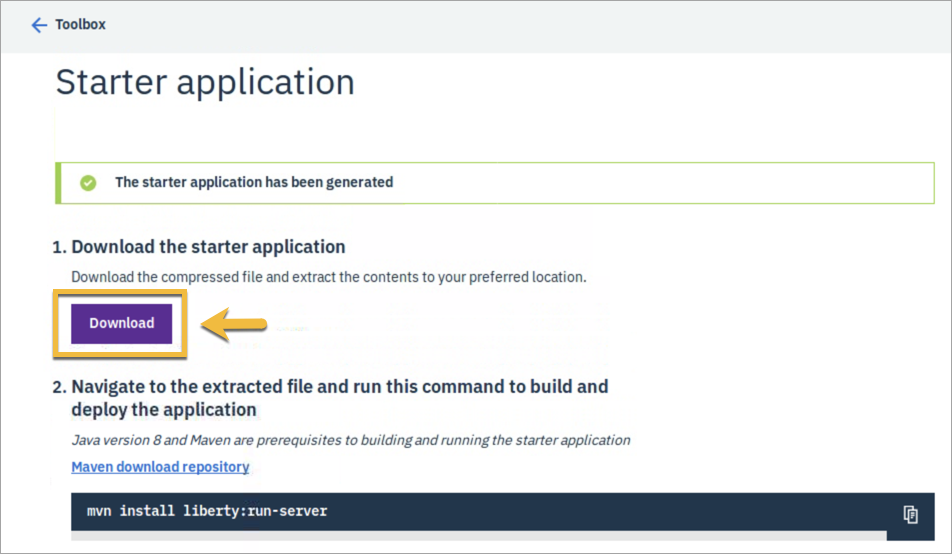 Toolbox
Starter application
The starter application has been generated
1. Download the starter application
Download the compressed file and extract the contents to your preferred location.
Download
2. Navigate to the extracted file and run this command to build and
deploy the application
Java version 8 and Maven are prerequisites to building and running the starter application
Maven download repository
mvn install liberty:run-server